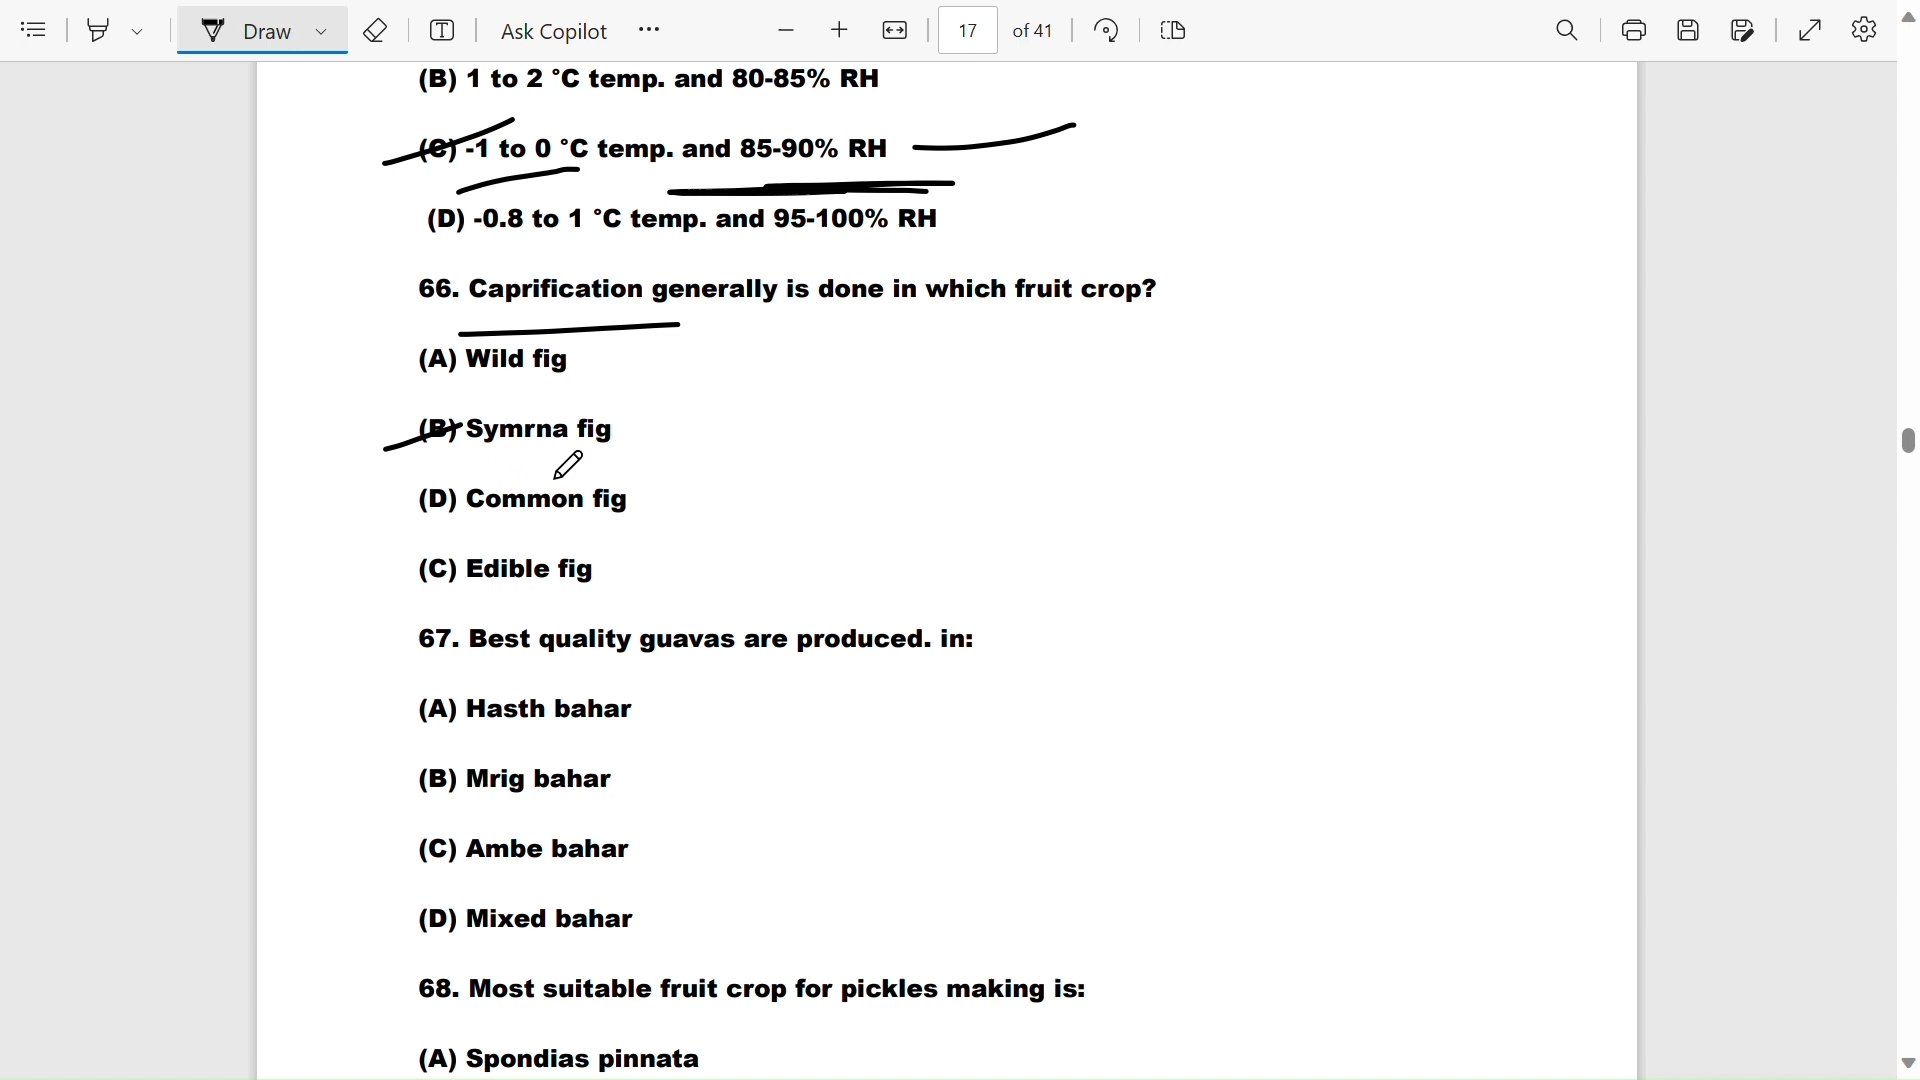 Draw
Ask Copilot
17
of 41
(B) 1 to 2 °C temp. and 80-85% RH
(C) -1 to 0 °C temp. and 85-90% RH
(D) -0.8 to 1 °C temp. and 95-100% RH
66. Caprification generally is done in which fruit crop?
(A) Wild fig
(B) Symrna fig
(D) Common fig
(C) Edible fig
67. Best quality guavas are produced. in:
(A) Hasth bahar
(B) Mrig bahar
(C) Ambe bahar
(D) Mixed bahar
68. Most suitable fruit crop for pickles making is:
(A) Spondias pinnata